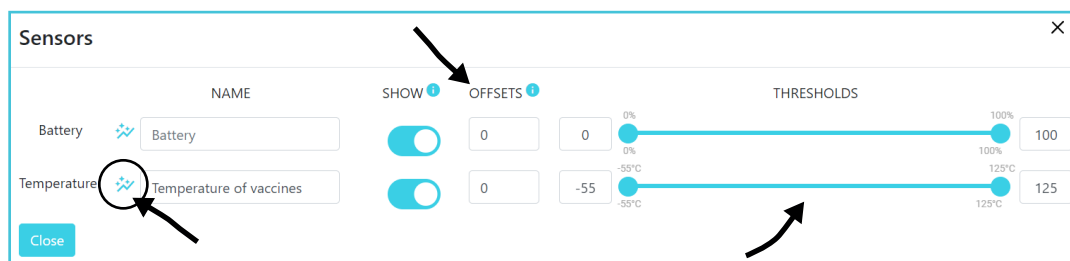 Sensors
NAME SHOW OFFSETS THRESHOLDS
0% 100%
Battery Battery 0 0 100
0% 100%
-55°C 125°C
Temperature Temperature of vaccines 0 -55 125
-55°C 125°C
Close